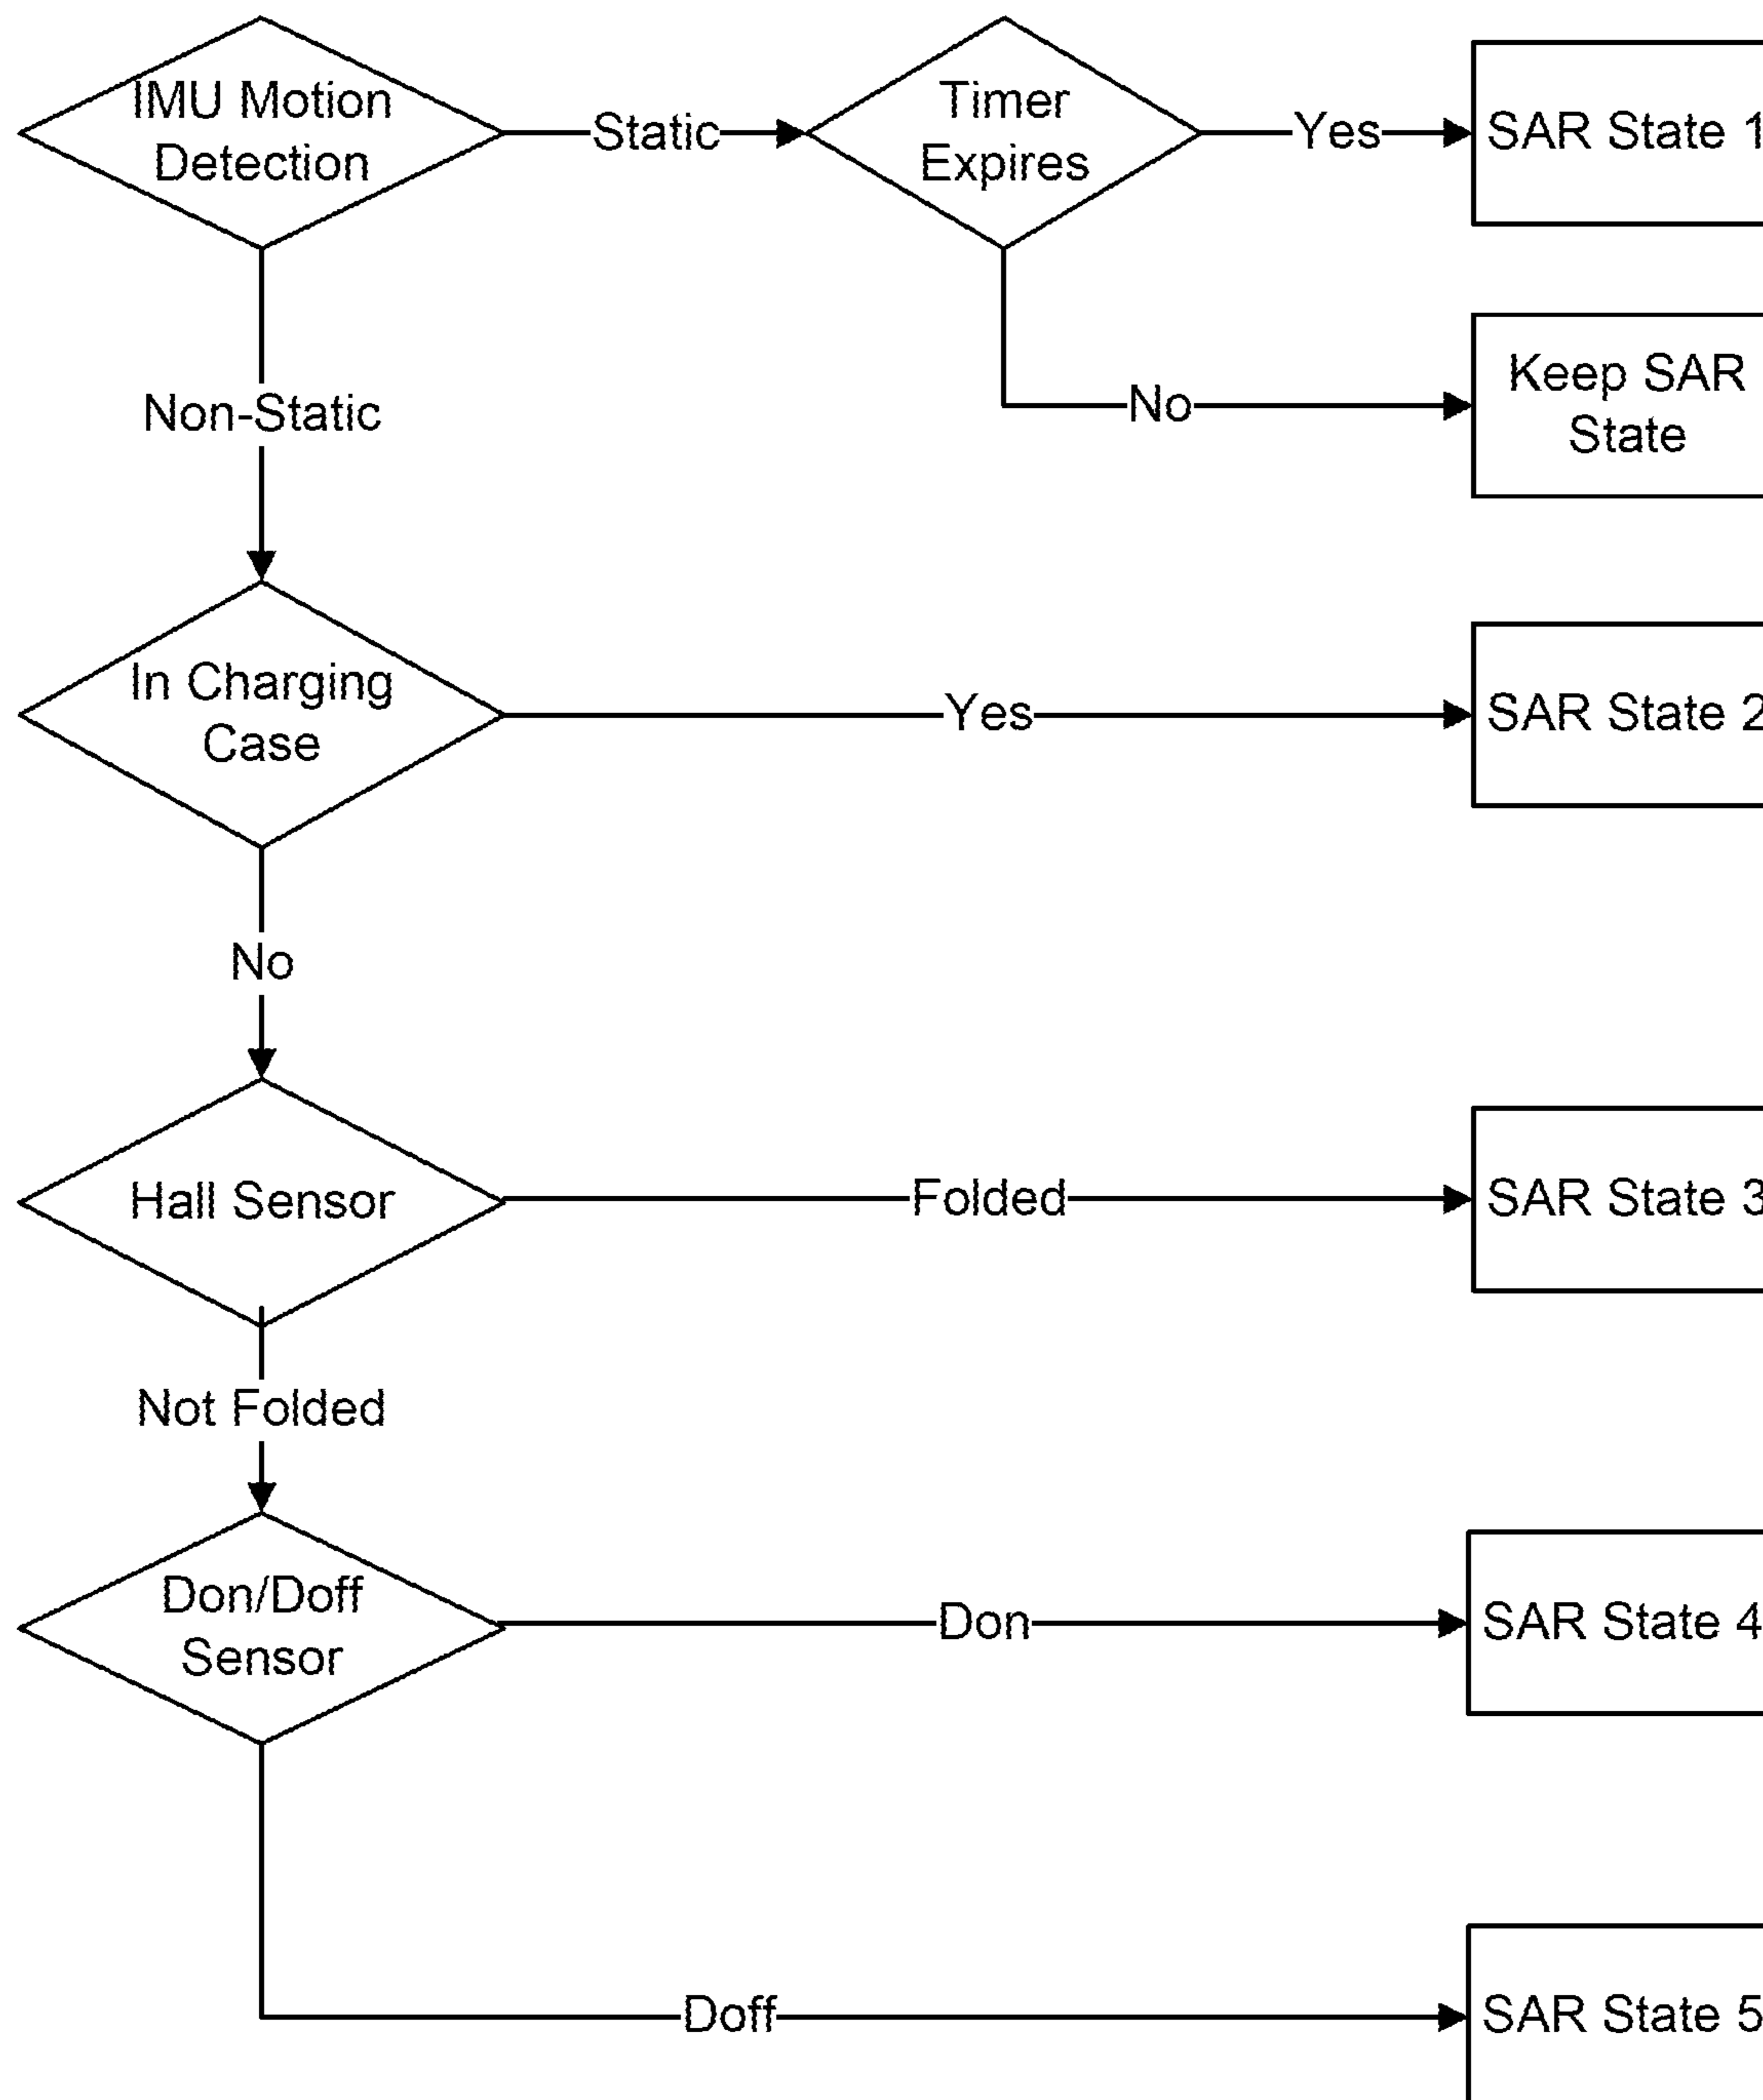 IMU Motion
Detection
Static
Timer
Expires
Yes
SAR State 1
No
Keep SAR
State
Non-Static
In Charging
Case
Yes
SAR State 2
No
Hall Sensor
Folded
SAR State 3
Not Folded
Don/Doff
Sensor
Don
SAR State 4
Doff
SAR State 5